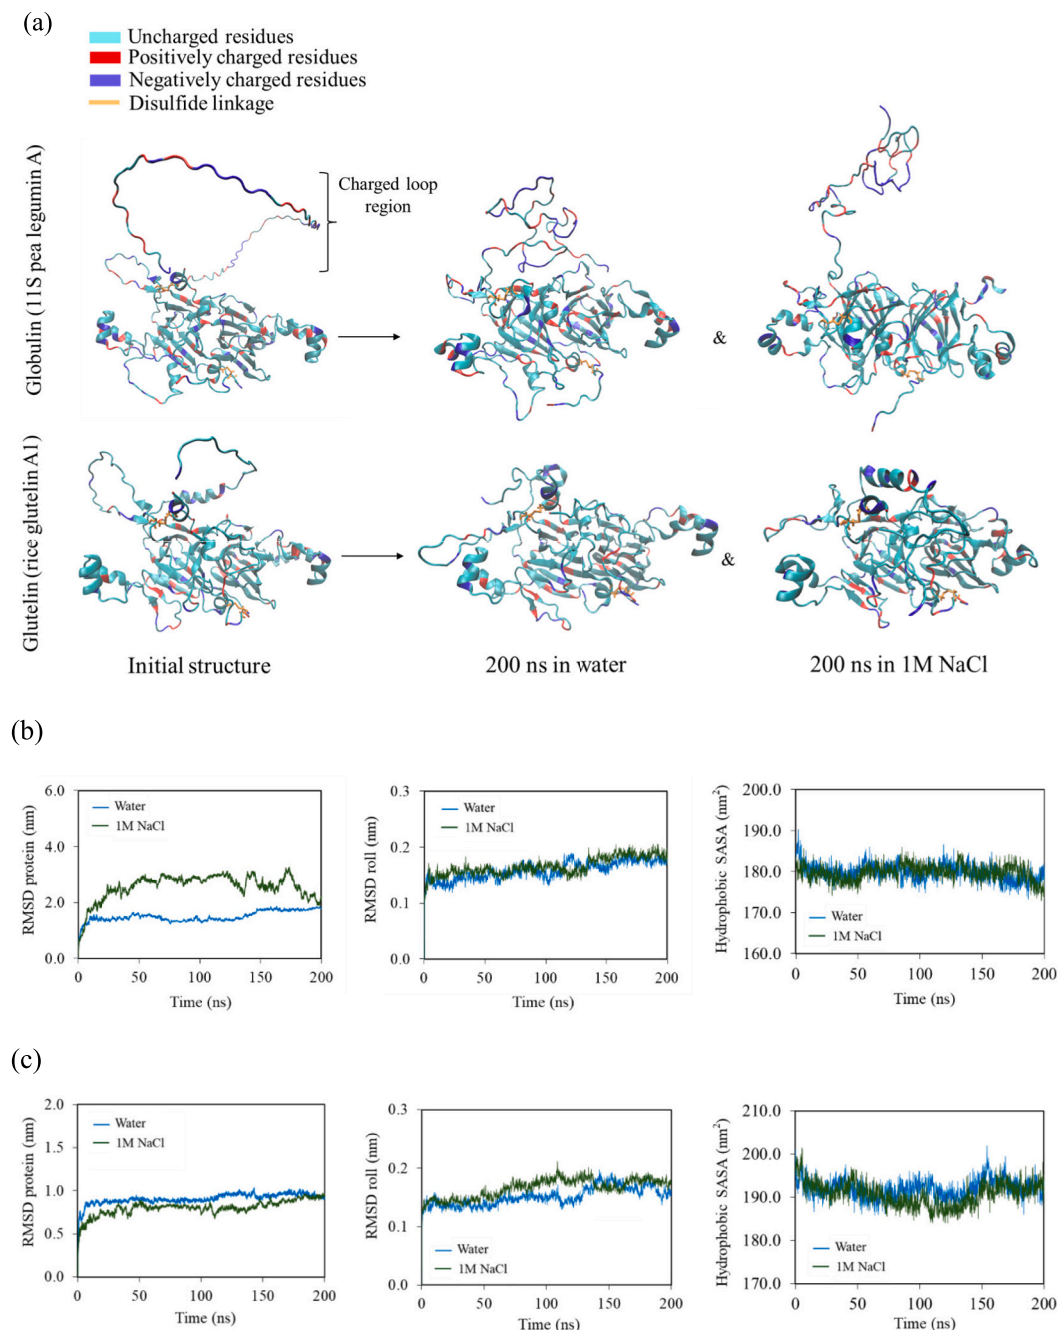 (a)
Uncharged residues
Positively charged residues
Negatively charged residues
Disulfide linkage
Globulin (11S pea legumin A)
Charged loop
region
&
Glutelin (rice glutelin A1)
&
Initial structure
200 ns in water
200 ns in 1M NaCl
(b)
RMSD protein (nm)
6.0
4.0
2.0
0.0
Water
1M NaCl
0 50 100 150 200
Time (ns)
RMSD roll (nm)
0.3
0.2
0.1
0.0
Water
1M NaCl
0 50 100 150 200
Time (ns)
Hydrophobic SASA (nm²)
200.0
190.0
180.0
170.0
160.0
Water
1M NaCl
0 50 100 150 200
Time (ns)
(c)
RMSD protein (nm)
2.0
1.5
1.0
0.5
0.0
Water
1M NaCl
0 50 100 150 200
Time (ns)
RMSD roll (nm)
0.3
0.2
0.1
0.0
Water
1M NaCl
0 50 100 150 200
Time (ns)
Hydrophobic SASA (nm²)
210.0
200.0
190.0
180.0
170.0
Water
1M NaCl
0 50 100 150 200
Time (ns)